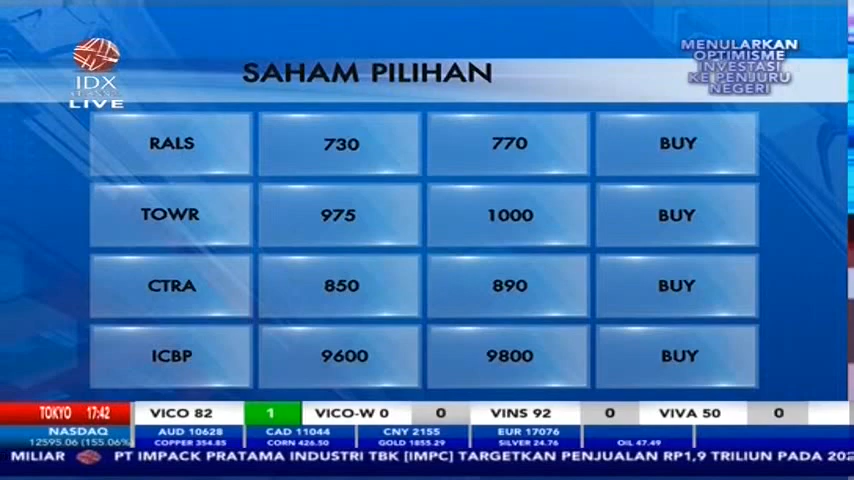 IDX
LIVE
SAHAM PILIHAN
MENULARKAN
OPTIMISME
INVESTASI
KE PENJURU
NEGERI
RALS 730 770 BUY
TOWR 975 1000 BUY
CTRA 850 890 BUY
ICBP 9600 9800 BUY
TOKYO 17:42 VICO 82 1 VICO-W 0 0 VINS 92 0 VIVA 50 0
NASDAQ AUD 10628 CAD 11044 CNY 2155 EUR 17076
12595.06 (155.06% COPPER 354.85 CORN 426.50 GOLD 1855.29 SILVER 24.76 OIL 47.49
MILIAR PT IMPACK PRATAMA INDUSTRI TBK [IMPC] TARGETKAN PENJUALAN RP1,9 TRILIUN PADA 202